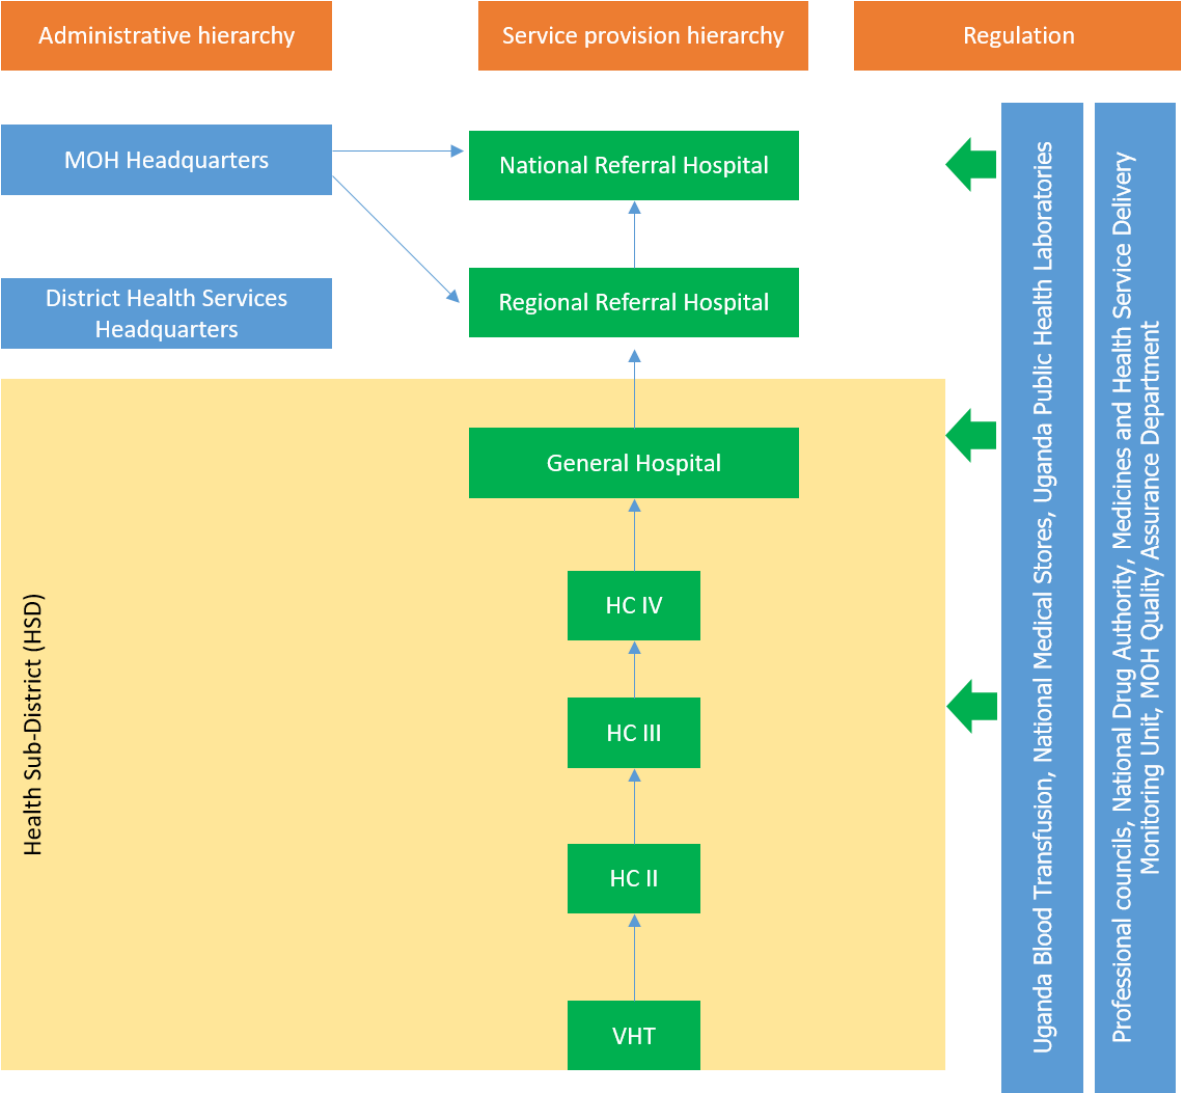 Administrative hierarchy
Service provision hierarchy
Regulation
MOH Headquarters
National Referral Hospital
District Health Services
Headquarters
Regional Referral Hospital
General Hospital
HC IV
HC III
HC II
VHT
Health Sub-District (HSD)
Uganda Blood Transfusion, National Medical Stores, Uganda Public Health Laboratories
Professional councils, National Drug Authority, Medicines and Health Service Delivery
Monitoring Unit, MOH Quality Assurance Department